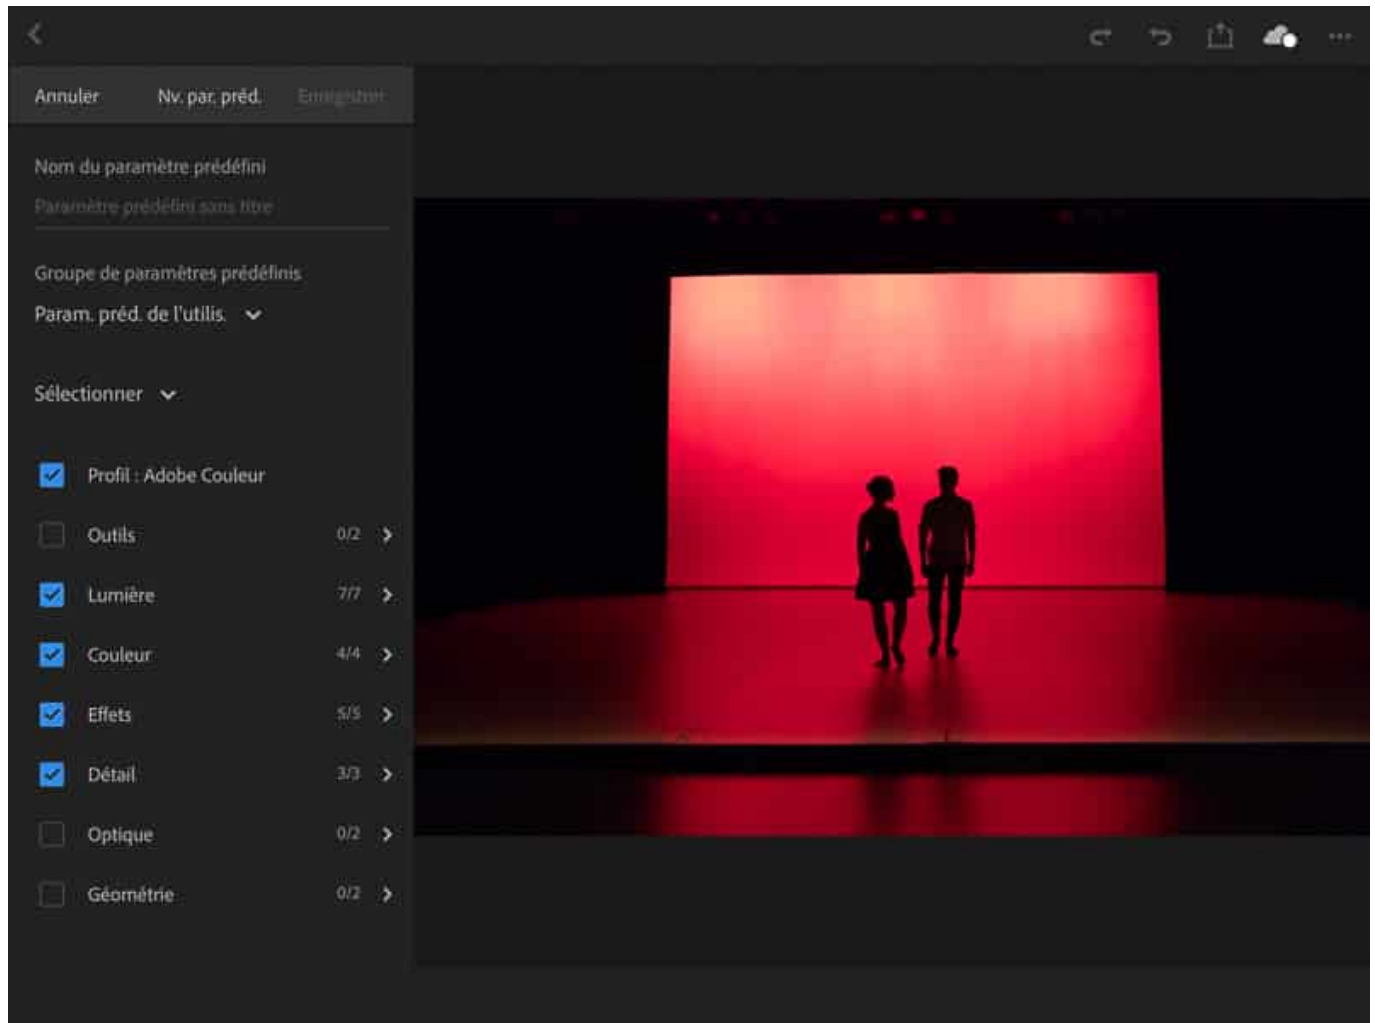 Annuler Nv. par. préd. Enregistrer
Nom du paramètre prédéfini
Paramètre prédéfini sans titre
Groupe de paramètres prédéfinis
Param. préd. de l'utilis.
Sélectionner
Profil : Adobe Couleur
Outils 0/2
Lumière 7/7
Couleur 4/4
Effets 5/5
Détail 3/3
Optique 0/2
Géométrie 0/2